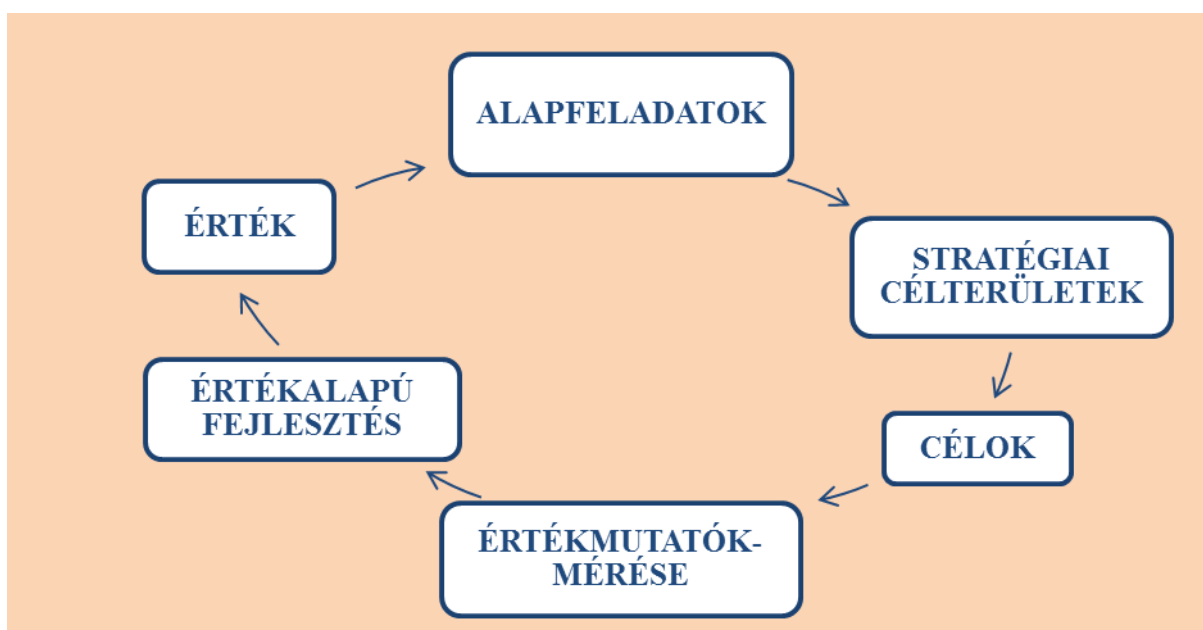 ALAPFELADATOK
STRATÉGIAI
CÉLTERÜLETEK
CÉLOK
ÉRTÉKMUTATÓK-
MÉRÉSE
ÉRTÉKALAPÚ
FEJLESZTÉS
ÉRTÉK